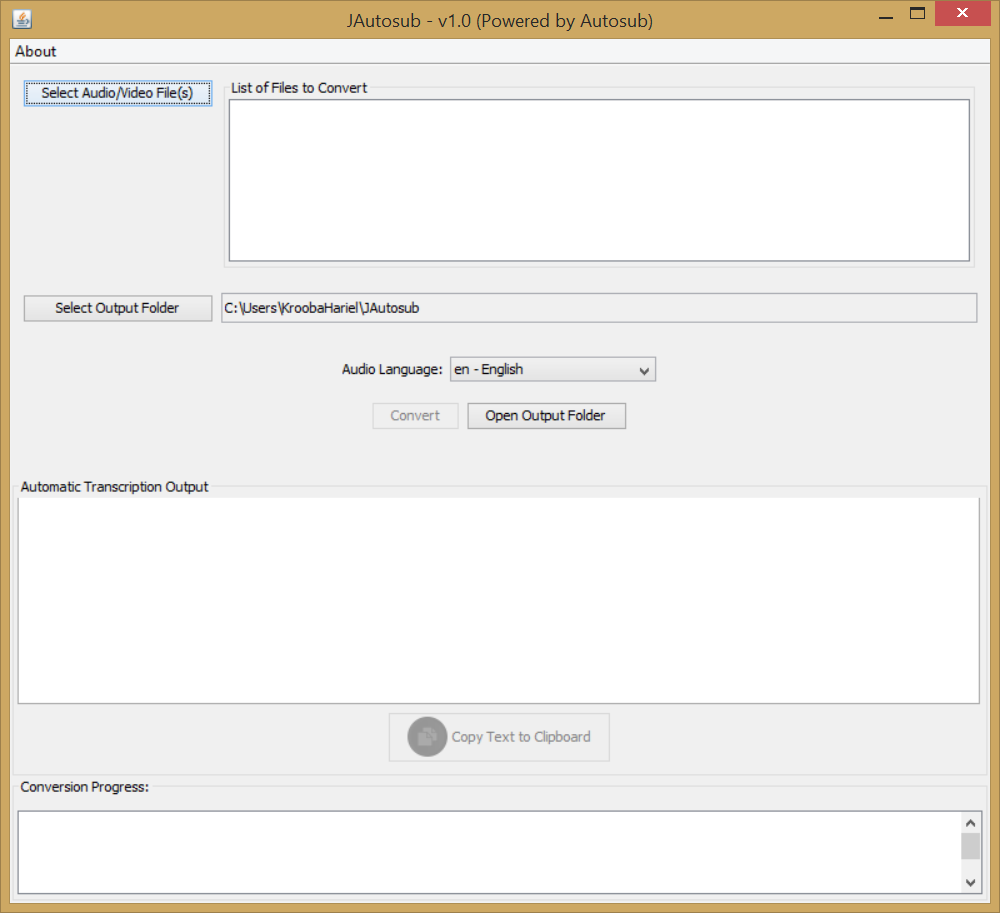 JAutosub - v1.0 (Powered by Autosub)
About
Select Audio/Video File(s)
List of Files to Convert
Select Output Folder
C:\Users\KroobaHariel\JAutosub
Audio Language:
en - English
Convert
Open Output Folder
Automatic Transcription Output
Copy Text to Clipboard
Conversion Progress: